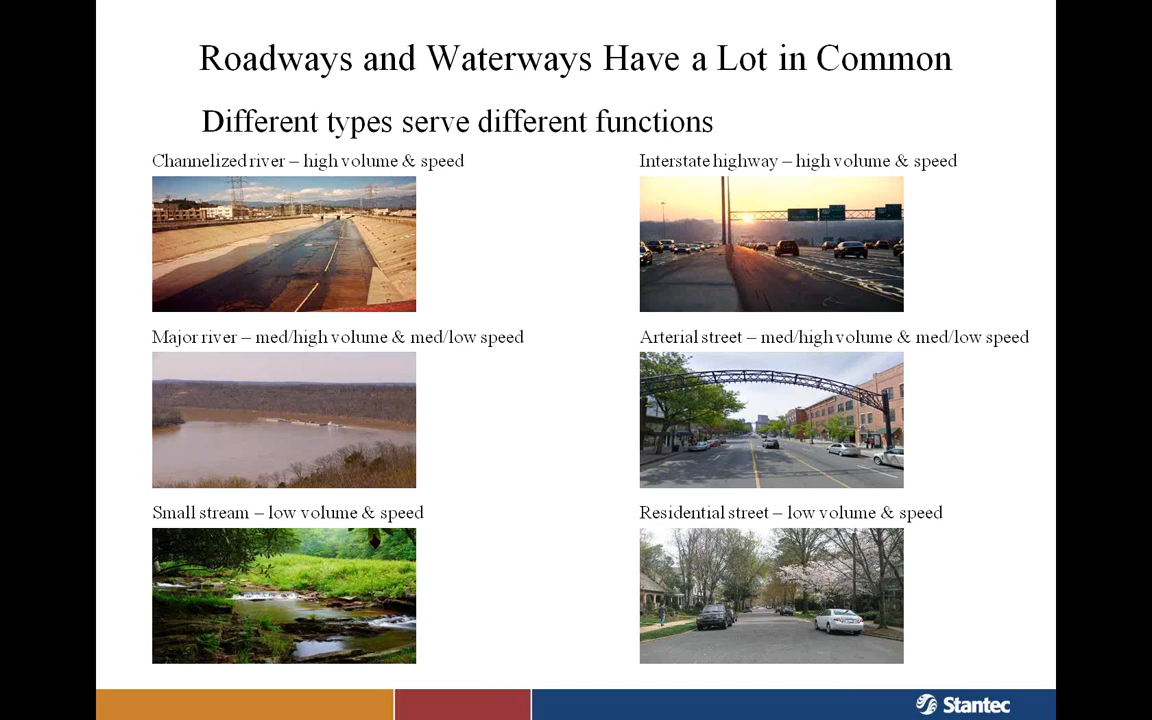 Roadways and Waterways Have a Lot in Common
Different types serve different functions
Channelized river – high volume & speed
Interstate highway – high volume & speed
Major river – med/high volume & med/low speed
Arterial street – med/high volume & med/low speed
Small stream – low volume & speed
Residential street – low volume & speed
Stantec